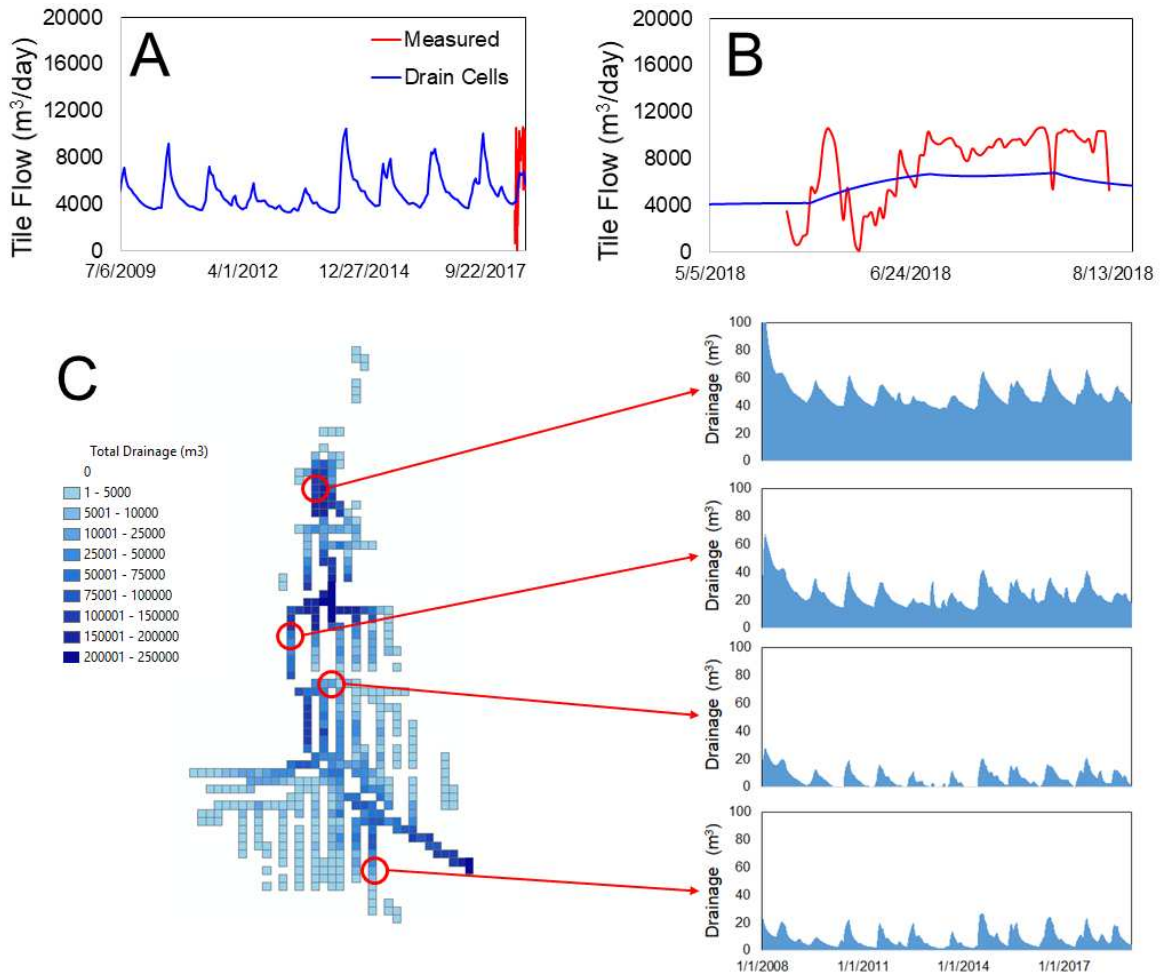 A
Tile Flow (m³/day)
20000
16000
12000
8000
4000
0
Measured
Drain Cells
7/6/2009
4/1/2012
12/27/2014
9/22/2017
B
Tile Flow (m³/day)
20000
16000
12000
8000
4000
0
5/5/2018
6/24/2018
8/13/2018
C
Total Drainage (m3)
0
1 - 5000
5001 - 10000
10001 - 25000
25001 - 50000
50001 - 75000
75001 - 100000
100001 - 150000
150001 - 200000
200001 - 250000
Drainage (m³)
100
80
60
40
20
0
Drainage (m³)
100
80
60
40
20
0
Drainage (m³)
100
80
60
40
20
0
Drainage (m³)
100
80
60
40
20
0
1/1/2008
1/1/2011
1/1/2014
1/1/2017